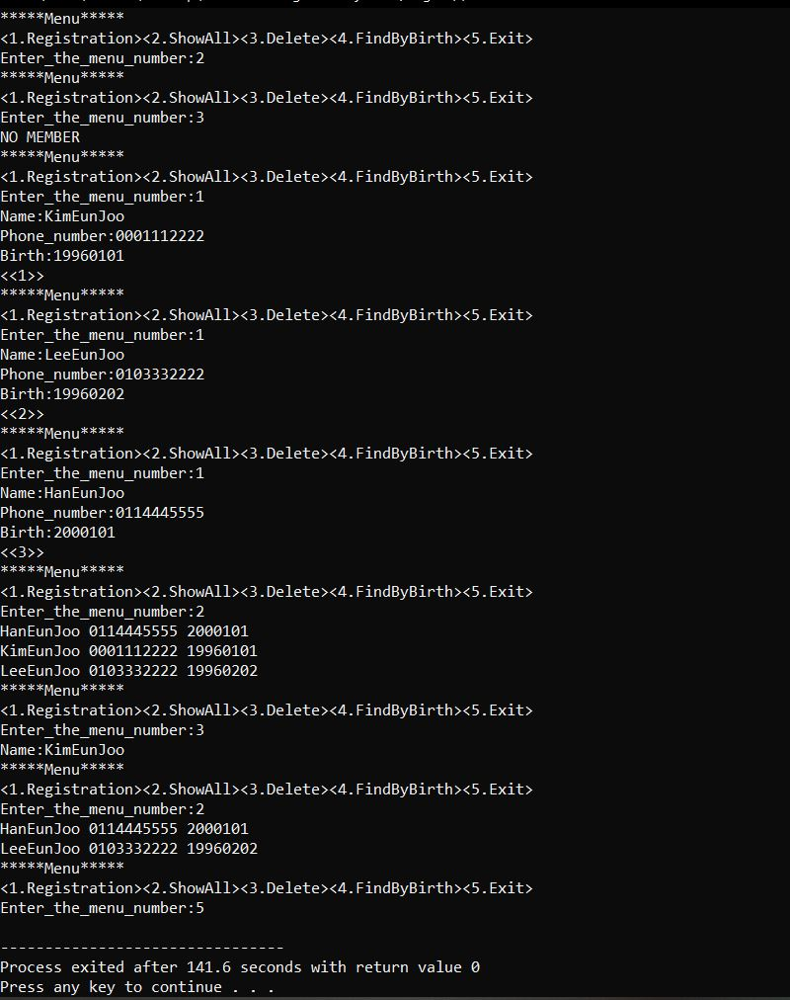 *****Menu*****
<1.Registration><2.ShowAll><3.Delete><4.FindByBirth><5.Exit>
Enter_the_menu_number:2
*****Menu*****
<1.Registration><2.ShowAll><3.Delete><4.FindByBirth><5.Exit>
Enter_the_menu_number:3
NO MEMBER
*****Menu*****
<1.Registration><2.ShowAll><3.Delete><4.FindByBirth><5.Exit>
Enter_the_menu_number:1
Name:KimEunJoo
Phone_number:0001112222
Birth:19960101
<<1>>
*****Menu*****
<1.Registration><2.ShowAll><3.Delete><4.FindByBirth><5.Exit>
Enter_the_menu_number:1
Name:LeeEunJoo
Phone_number:0103332222
Birth:19960202
<<2>>
*****Menu*****
<1.Registration><2.ShowAll><3.Delete><4.FindByBirth><5.Exit>
Enter_the_menu_number:1
Name:HanEunJoo
Phone_number:0114445555
Birth:2000101
<<3>>
*****Menu*****
<1.Registration><2.ShowAll><3.Delete><4.FindByBirth><5.Exit>
Enter_the_menu_number:2
HanEunJoo 0114445555 2000101
KimEunJoo 0001112222 19960101
LeeEunJoo 0103332222 19960202
*****Menu*****
<1.Registration><2.ShowAll><3.Delete><4.FindByBirth><5.Exit>
Enter_the_menu_number:3
Name:KimEunJoo
*****Menu*****
<1.Registration><2.ShowAll><3.Delete><4.FindByBirth><5.Exit>
Enter_the_menu_number:2
HanEunJoo 0114445555 2000101
LeeEunJoo 0103332222 19960202
*****Menu*****
<1.Registration><2.ShowAll><3.Delete><4.FindByBirth><5.Exit>
Enter_the_menu_number:5

--------------------------------
Process exited after 141.6 seconds with return value 0
Press any key to continue . . .